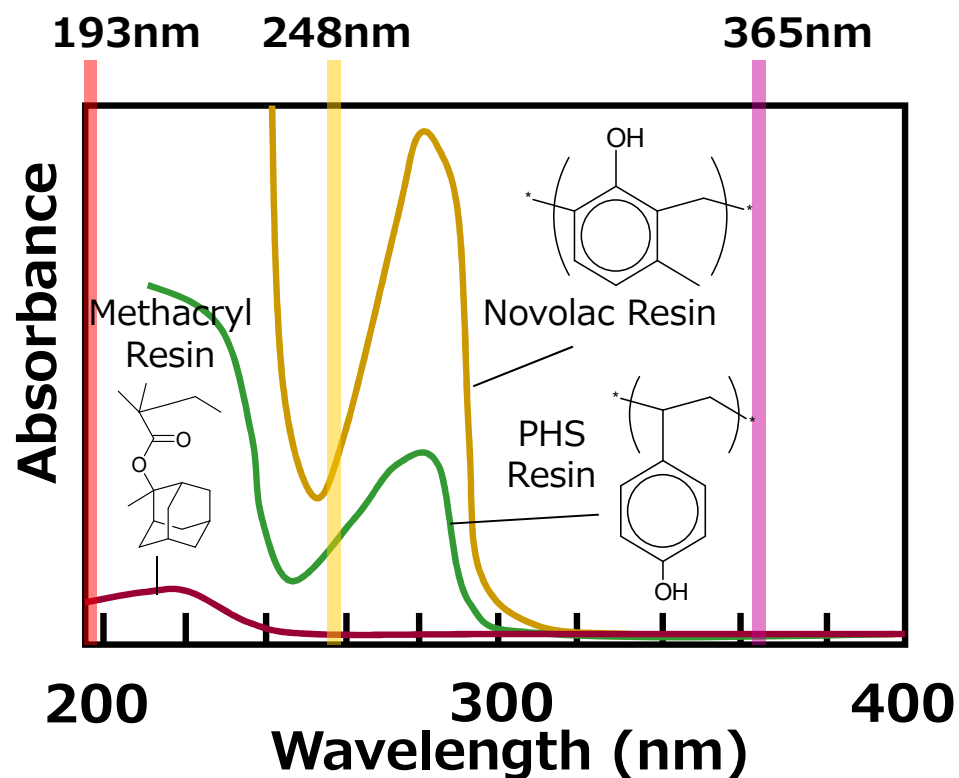 193nm
248nm
365nm
Absorbance
OH
*
*
Methacryl
Resin
Novolac Resin
O
O
PHS
Resin
*
*
OH
200
300
400
Wavelength (nm)